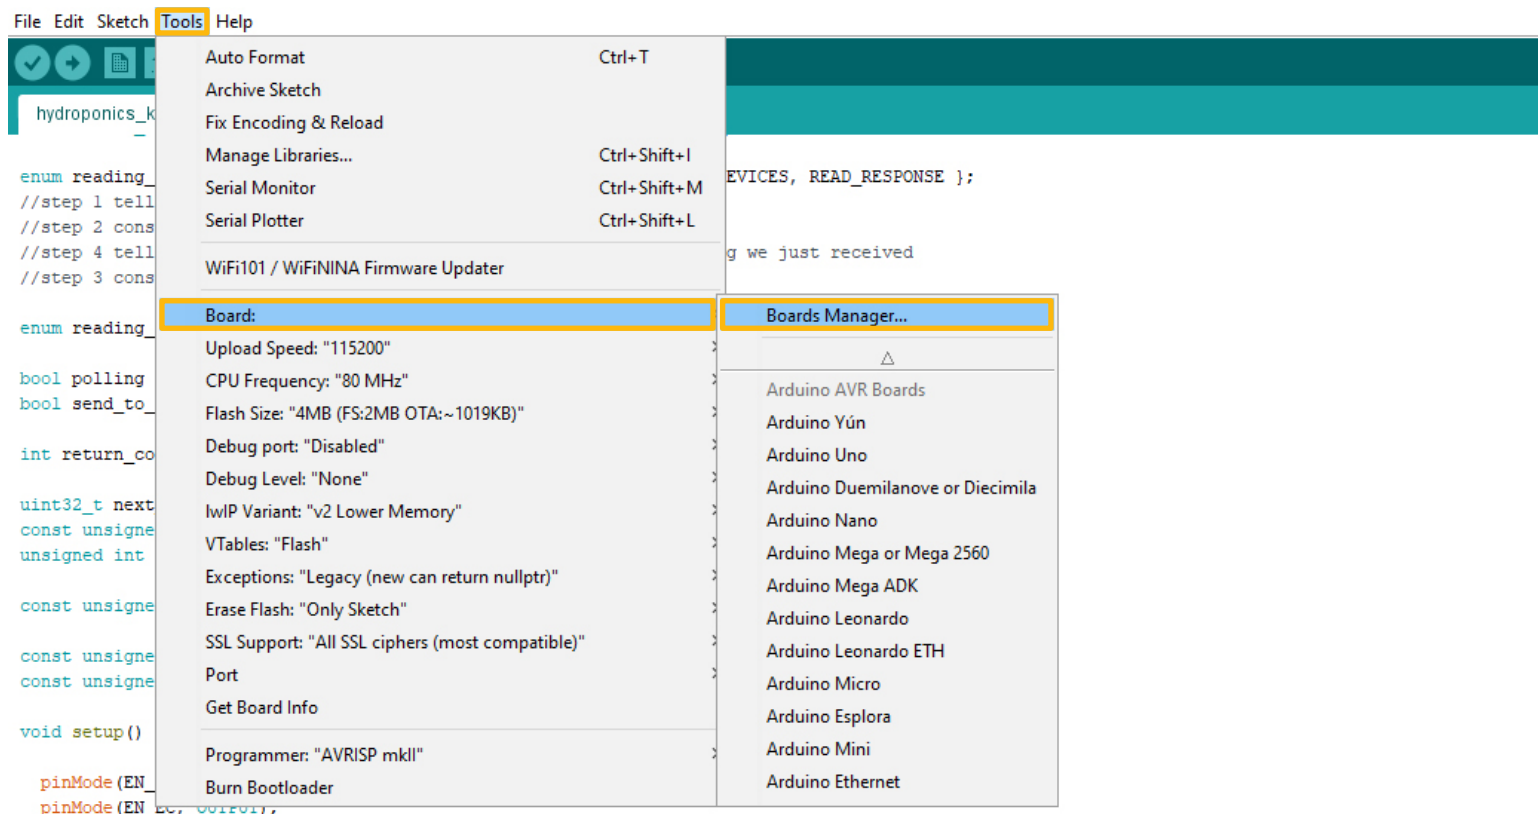 File Edit Sketch Tools Help
Auto Format Ctrl+T
Archive Sketch
Fix Encoding & Reload
Manage Libraries... Ctrl+Shift+I
Serial Monitor Ctrl+Shift+M
Serial Plotter Ctrl+Shift+L
WiFi101 / WiFiNINA Firmware Updater
Board:
Upload Speed: "115200"
CPU Frequency: "80 MHz"
Flash Size: "4MB (FS:2MB OTA:~1019KB)"
Debug port: "Disabled"
Debug Level: "None"
lwIP Variant: "v2 Lower Memory"
VTables: "Flash"
Exceptions: "Legacy (new can return nullptr)"
Erase Flash: "Only Sketch"
SSL Support: "All SSL ciphers (most compatible)"
Port
Get Board Info
Programmer: "AVRISP mkII"
Burn Bootloader
Boards Manager...
Arduino AVR Boards
Arduino Yún
Arduino Uno
Arduino Duemilanove or Diecimila
Arduino Nano
Arduino Mega or Mega 2560
Arduino Mega ADK
Arduino Leonardo
Arduino Leonardo ETH
Arduino Micro
Arduino Esplora
Arduino Mini
Arduino Ethernet
hydroponics_k
enum reading_ EVICES, READ_RESPONSE };
//step 1 tell
//step 2 cons
//step 4 tell g we just received
//step 3 cons
enum reading_
bool polling
bool send_to_
int return_co
uint32_t next
const unsigne
unsigned int
const unsigne
const unsigne
const unsigne
void setup()
pinMode(EN_
pinMode(EN_EC, OUTPUT);